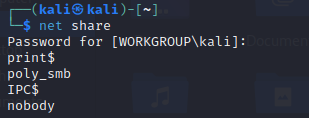 ┌──(kali㉿kali)-[~]
└─$ net share
Password for [WORKGROUP\kali]:
print$
poly_smb
IPC$
nobody